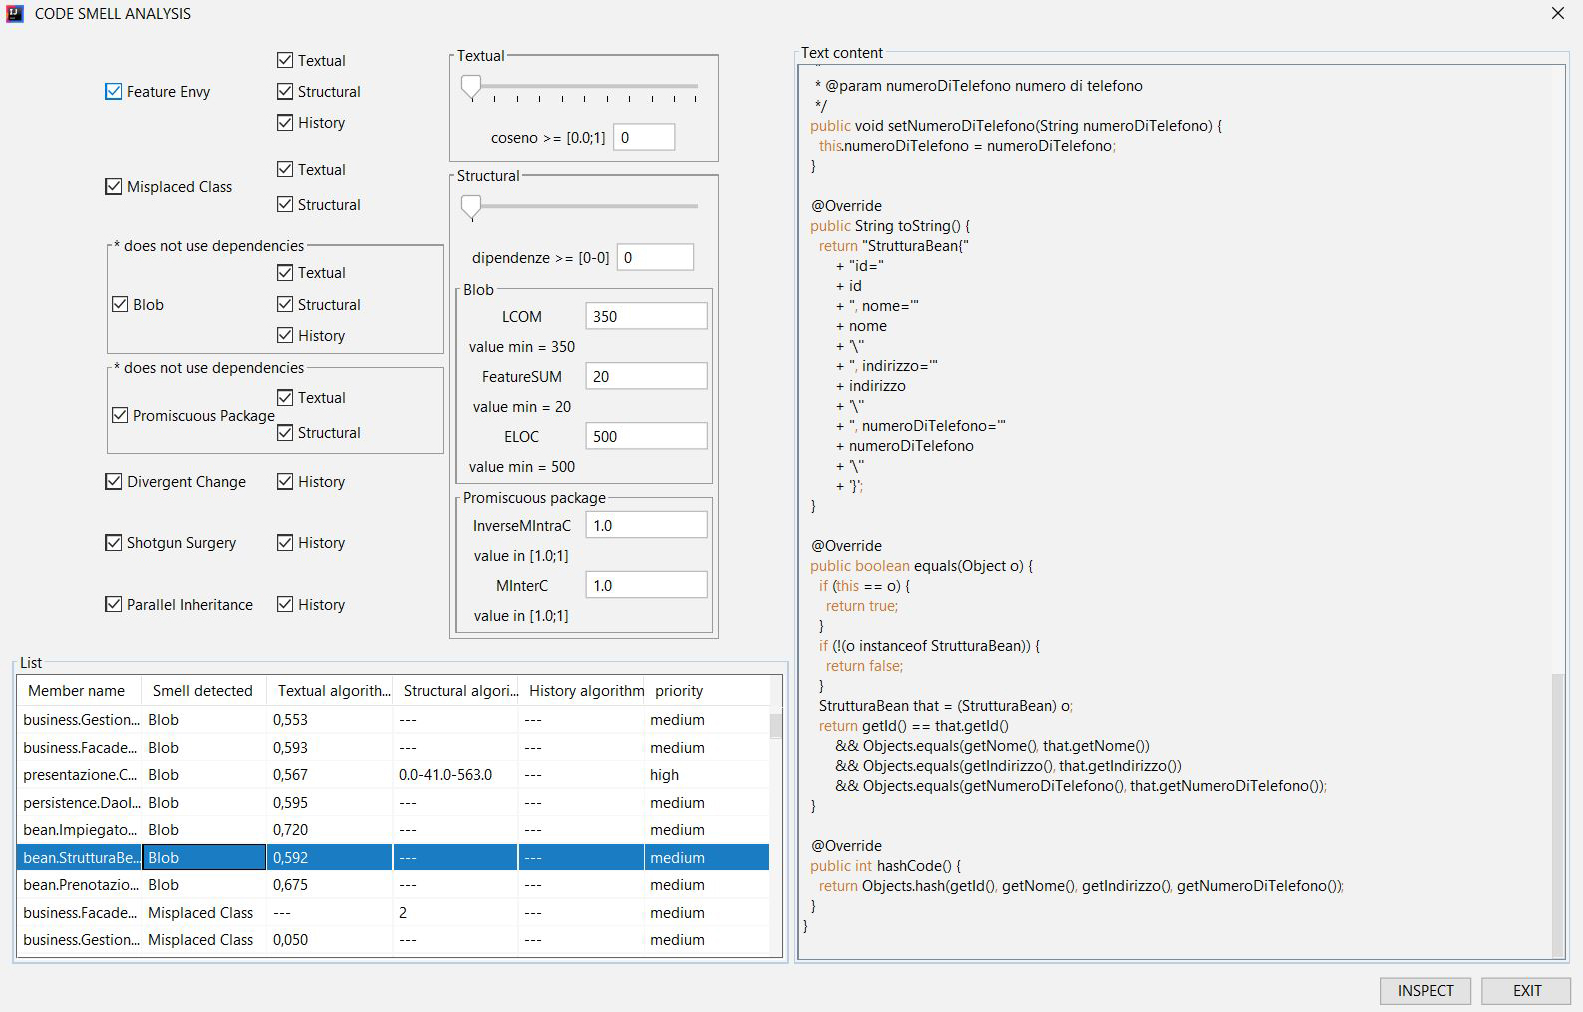 CODE SMELL ANALYSIS
Feature Envy
Textual
Structural
History
Misplaced Class
Textual
Structural
* does not use dependencies
Blob
Textual
Structural
History
* does not use dependencies
Promiscuous Package
Textual
Structural
Divergent Change
History
Shotgun Surgery
History
Parallel Inheritance
History
Textual
coseno >= [0.0;1] 0
Structural
dipendenze >= [0-0] 0
Blob
LCOM 350
value min = 350
FeatureSUM 20
value min = 20
ELOC 500
value min = 500
Promiscuous package
InverseMIntraC 1.0
value in [1.0;1]
MInterC 1.0
value in [1.0;1]
List
Member name Smell detected Textual algorith... Structural algori... History algorithm priority
business.Gestion... Blob 0,553 --- --- medium
business.Facade... Blob 0,593 --- --- medium
presentazione.C... Blob 0,567 0.0-41.0-563.0 --- high
persistence.DaoI... Blob 0,595 --- --- medium
bean.Impiegato... Blob 0,720 --- --- medium
bean.StrutturaBe... Blob 0,592 --- --- medium
bean.Prenotazio... Blob 0,675 --- --- medium
business.Facade... Misplaced Class --- 2 --- medium
business.Gestion... Misplaced Class 0,050 --- --- medium
Text content
* @param numeroDiTelefono numero di telefono
*/
public void setNumeroDiTelefono(String numeroDiTelefono) {
this.numeroDiTelefono = numeroDiTelefono;
}
@Override
public String toString() {
return "StrutturaBean{"
+ "id="
+ id
+ ", nome='"
+ nome
+ '\''
+ ", indirizzo='"
+ indirizzo
+ '\''
+ ", numeroDiTelefono='"
+ numeroDiTelefono
+ '\''
+ '}';
}
@Override
public boolean equals(Object o) {
if (this == o) {
return true;
}
if (!(o instanceof StrutturaBean)) {
return false;
}
StrutturaBean that = (StrutturaBean) o;
return getId() == that.getId()
&& Objects.equals(getNome(), that.getNome())
&& Objects.equals(getIndirizzo(), that.getIndirizzo())
&& Objects.equals(getNumeroDiTelefono(), that.getNumeroDiTelefono());
}
@Override
public int hashCode() {
return Objects.hash(getId(), getNome(), getIndirizzo(), getNumeroDiTelefono());
}
}
INSPECT
EXIT